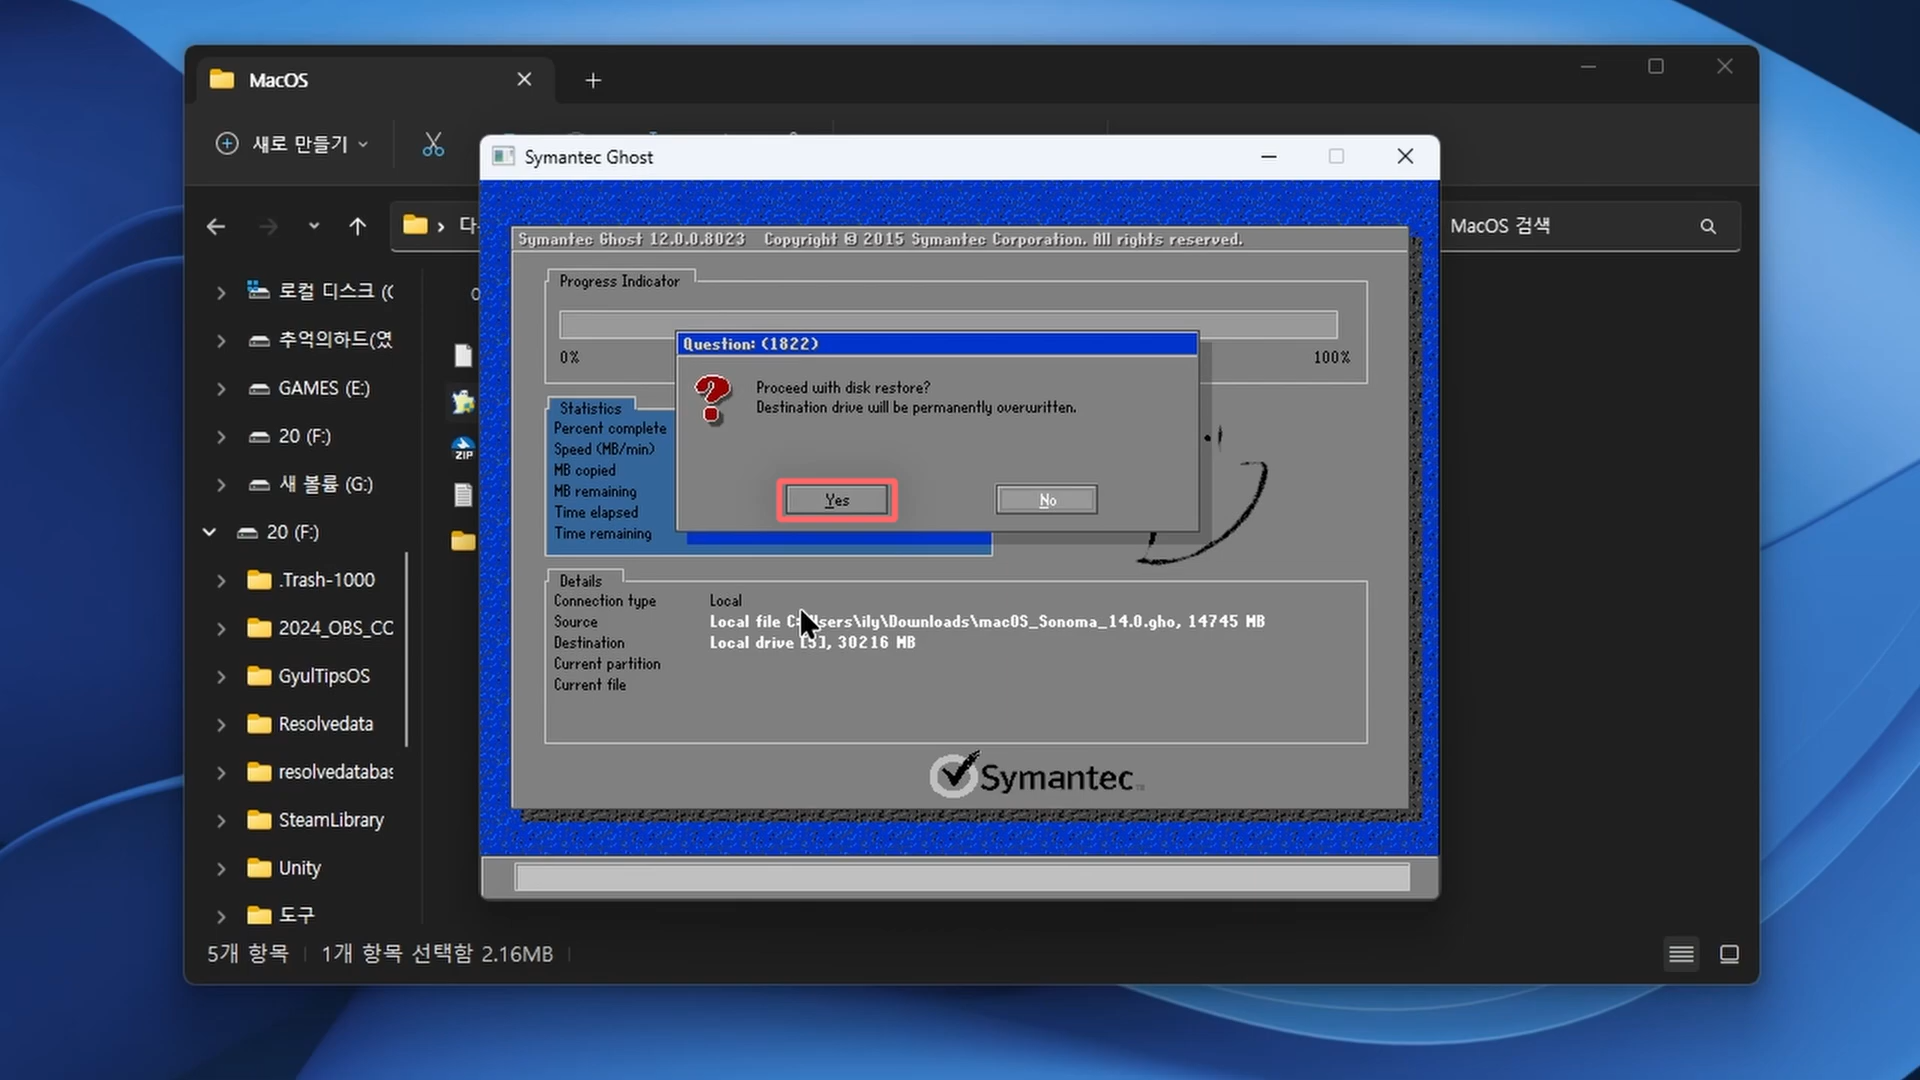 MacOS
새로 만들기
Symantec Ghost
다
MacOS 검색
Symantec Ghost 12.0.0.8023 Copyright © 2015 Symantec Corporation. All rights reserved.
Progress Indicator
0%
100%
Question: (1822)
Proceed with disk restore?
Destination drive will be permanently overwritten.
Yes
No
Statistics
Percent complete
Speed (MB/min)
MB copied
MB remaining
Time elapsed
Time remaining
Details
Connection type Local
Source Local file C:\Users\ily\Downloads\macOS_Sonoma_14.0.gho, 14745 MB
Destination Local drive [5], 30216 MB
Current partition
Current file
Symantec
로컬 디스크 (C
추억의하드(였
GAMES (E:)
20 (F:)
새 볼륨 (G:)
20 (F:)
.Trash-1000
2024_OBS_CC
GyulTipsOS
Resolvedata
resolvedatabas
SteamLibrary
Unity
도구
ZIP
5개 항목
1개 항목 선택함 2.16MB